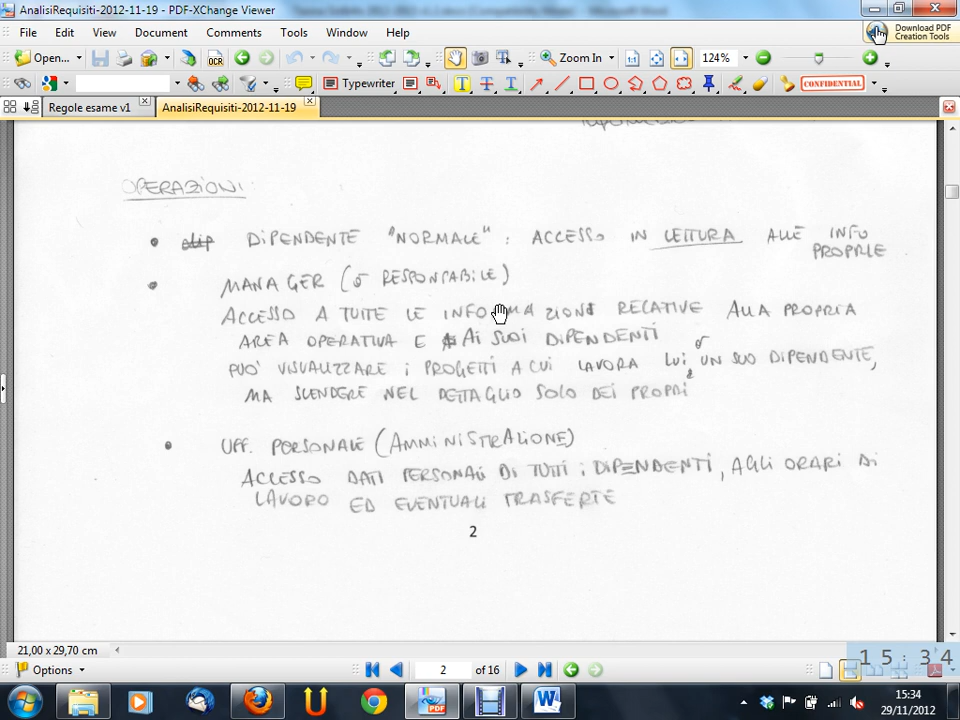 AnalisiRequisiti-2012-11-19 - PDF-XChange Viewer
File Edit View Document Comments Tools Window Help
Download PDF Creation Tools
Open... OCR Zoom In 124%
Typewriter CONFIDENTIAL
Regole esame v1 AnalisiRequisiti-2012-11-19
OPERAZIONI:
• DIPENDENTE "NORMALE": ACCESSO IN LETTURA ALLE INFO
PROPRIE
• MANAGER (O RESPONSABILE)
ACCESSO A TUTTE LE INFORMAZIONI RELATIVE ALLA PROPRIA
AREA OPERATIVA E AI SUOI DIPENDENTI
PUO' VISUALIZZARE I PROGETTI A CUI LAVORA LUI O UN SUO DIPENDENTE,
MA SCENDERE NEL DETTAGLIO SOLO DEI PROPRI
• UFF. PERSONALE (AMMINISTRAZIONE)
ACCESSO DATI PERSONALI DI TUTTI I DIPENDENTI, AGLI ORARI DI
LAVORO ED EVENTUALI TRASFERTE
2
21,00 x 29,70 cm
15:34
Options 2 of 16
15:34
29/11/2012